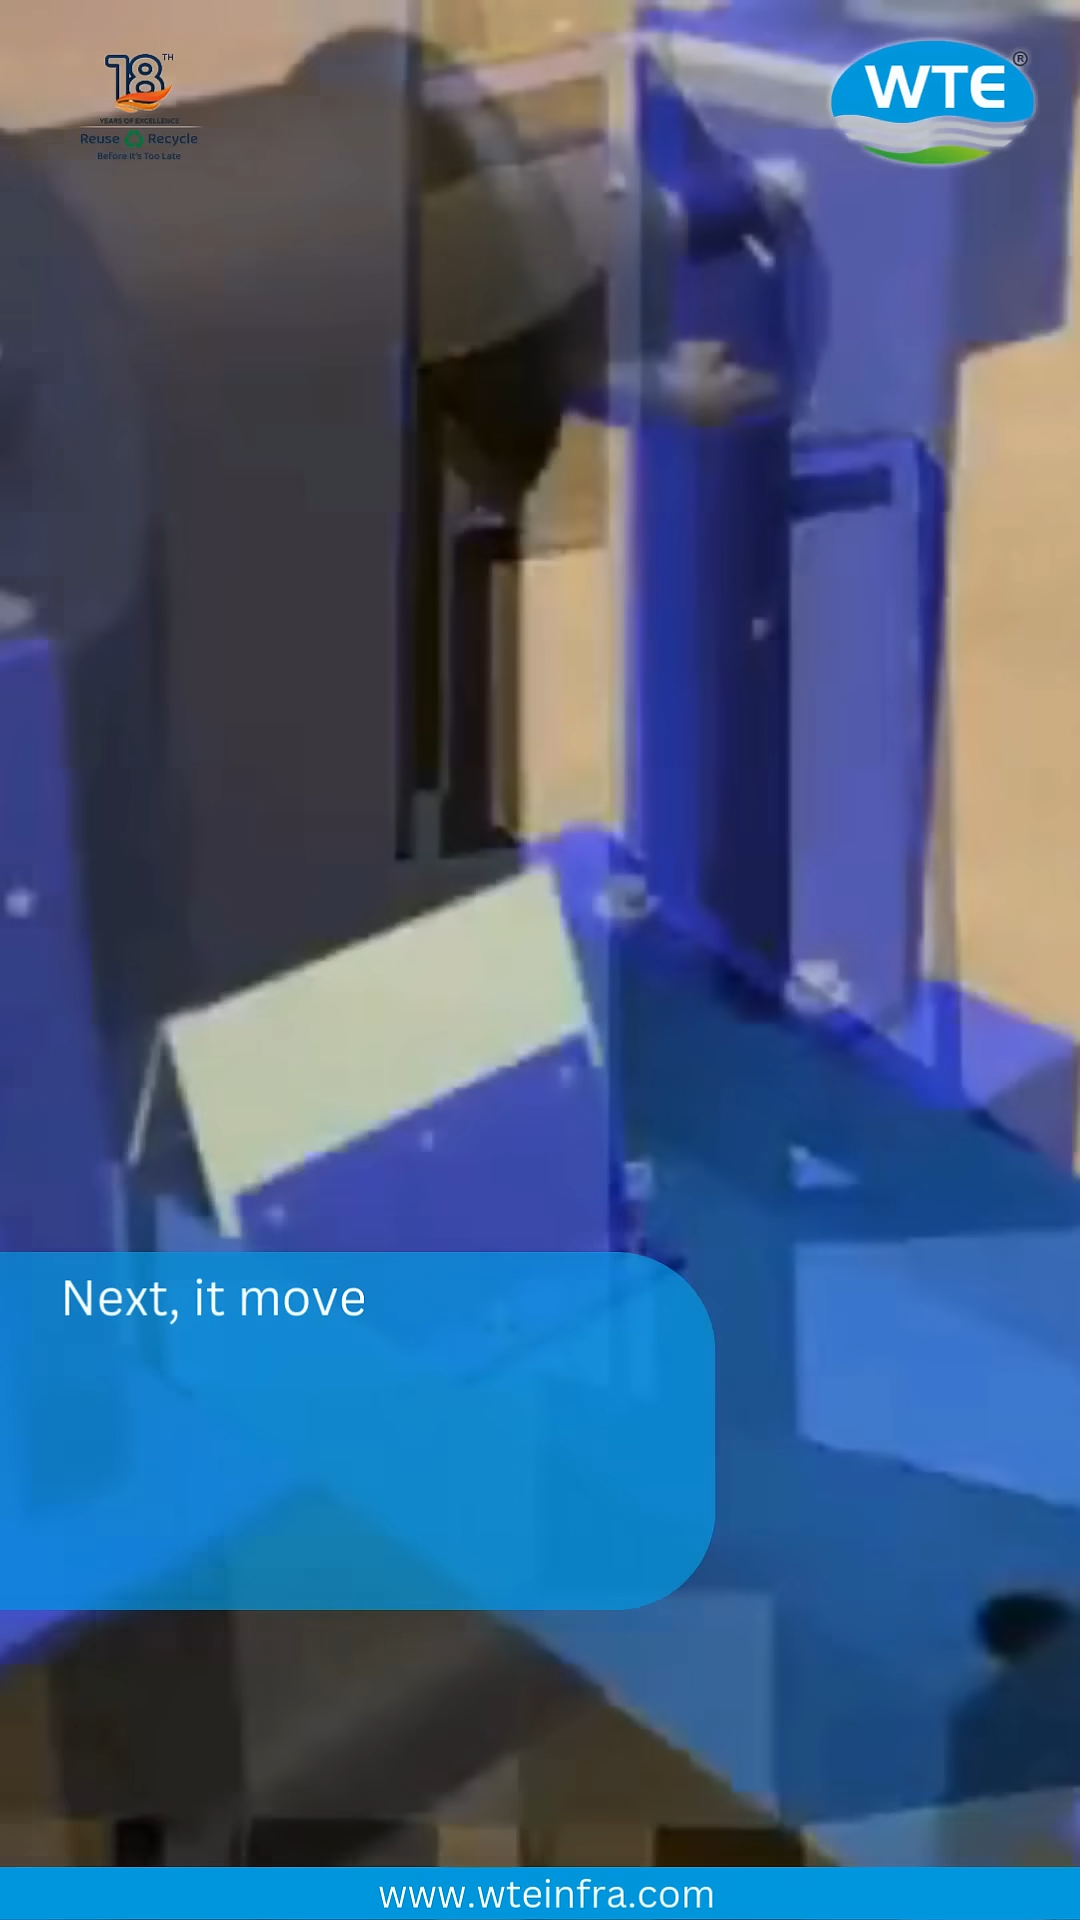 18TH
YEARS OF EXCELLENCE
Reuse Recycle
Before It's Too Late
WTE®
Next, it move
www.wteinfra.com